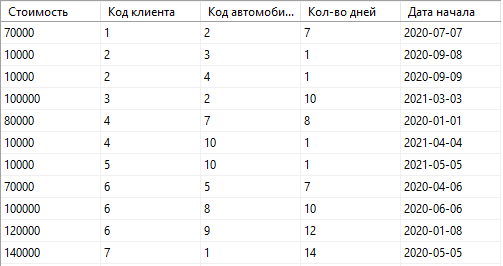 Стоимость Код клиента Код автомоби... Кол-во дней Дата начала
70000 1 2 7 2020-07-07
10000 2 3 1 2020-09-08
10000 2 4 1 2020-09-09
100000 3 2 10 2021-03-03
80000 4 7 8 2020-01-01
10000 4 10 1 2021-04-04
10000 5 10 1 2021-05-05
70000 6 5 7 2020-04-06
100000 6 8 10 2020-06-06
120000 6 9 12 2020-01-08
140000 7 1 14 2020-05-05